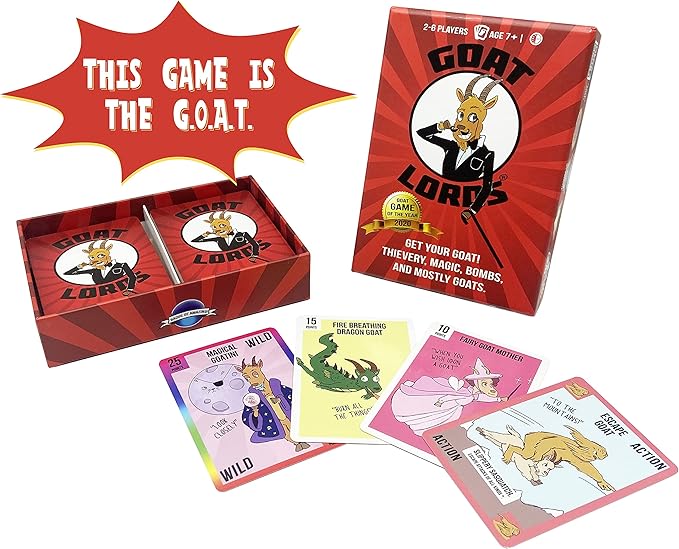 THIS GAME IS
THE G.O.A.T.
2-6 PLAYERS
AGE 7+
GOAT
LORDS
GOAT
GAME
OF THE YEAR
2020
GET YOUR GOAT!
THIEVERY, MAGIC, BOMBS,
AND MOSTLY GOATS.
GOAT
LORDS
GOAT
LORDS
25
POINTS
MAGICAL
GOATINI
WILD
"LOOK
CLOSELY"
WILD
15
POINTS
FIRE BREATHING
DRAGON GOAT
"BURN ALL
THE THINGS"
10
POINTS
FAIRY GOAT MOTHER
"WHEN YOU
WISH UPON
A GOAT"
"TO THE
MOUNTAINS!"
ESCAPE
GOAT
ACTION
ACTION
SLIPPERY SASQUATCH